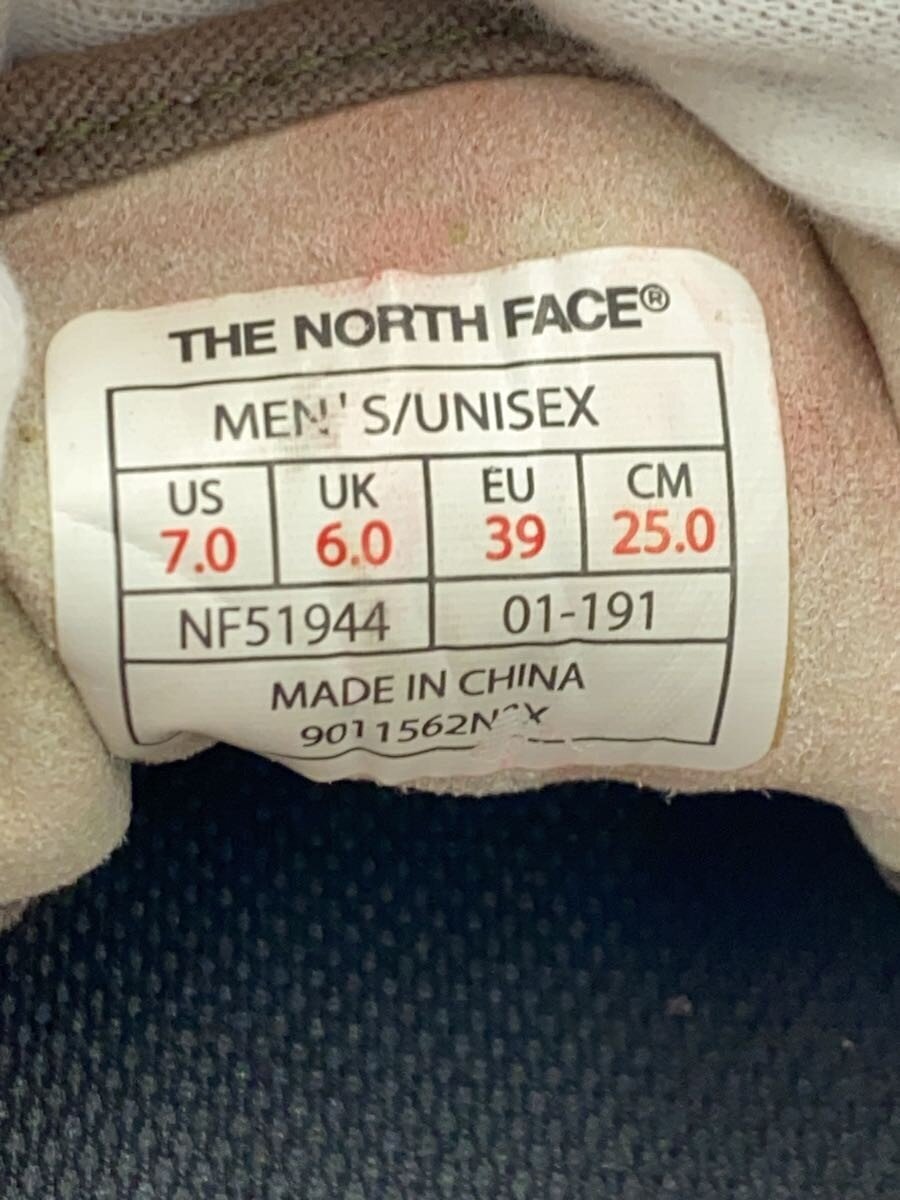 THE NORTH FACE®
MEN'S/UNISEX
US UK EU CM
7.0 6.0 39 25.0
NF51944 01-191
MADE IN CHINA